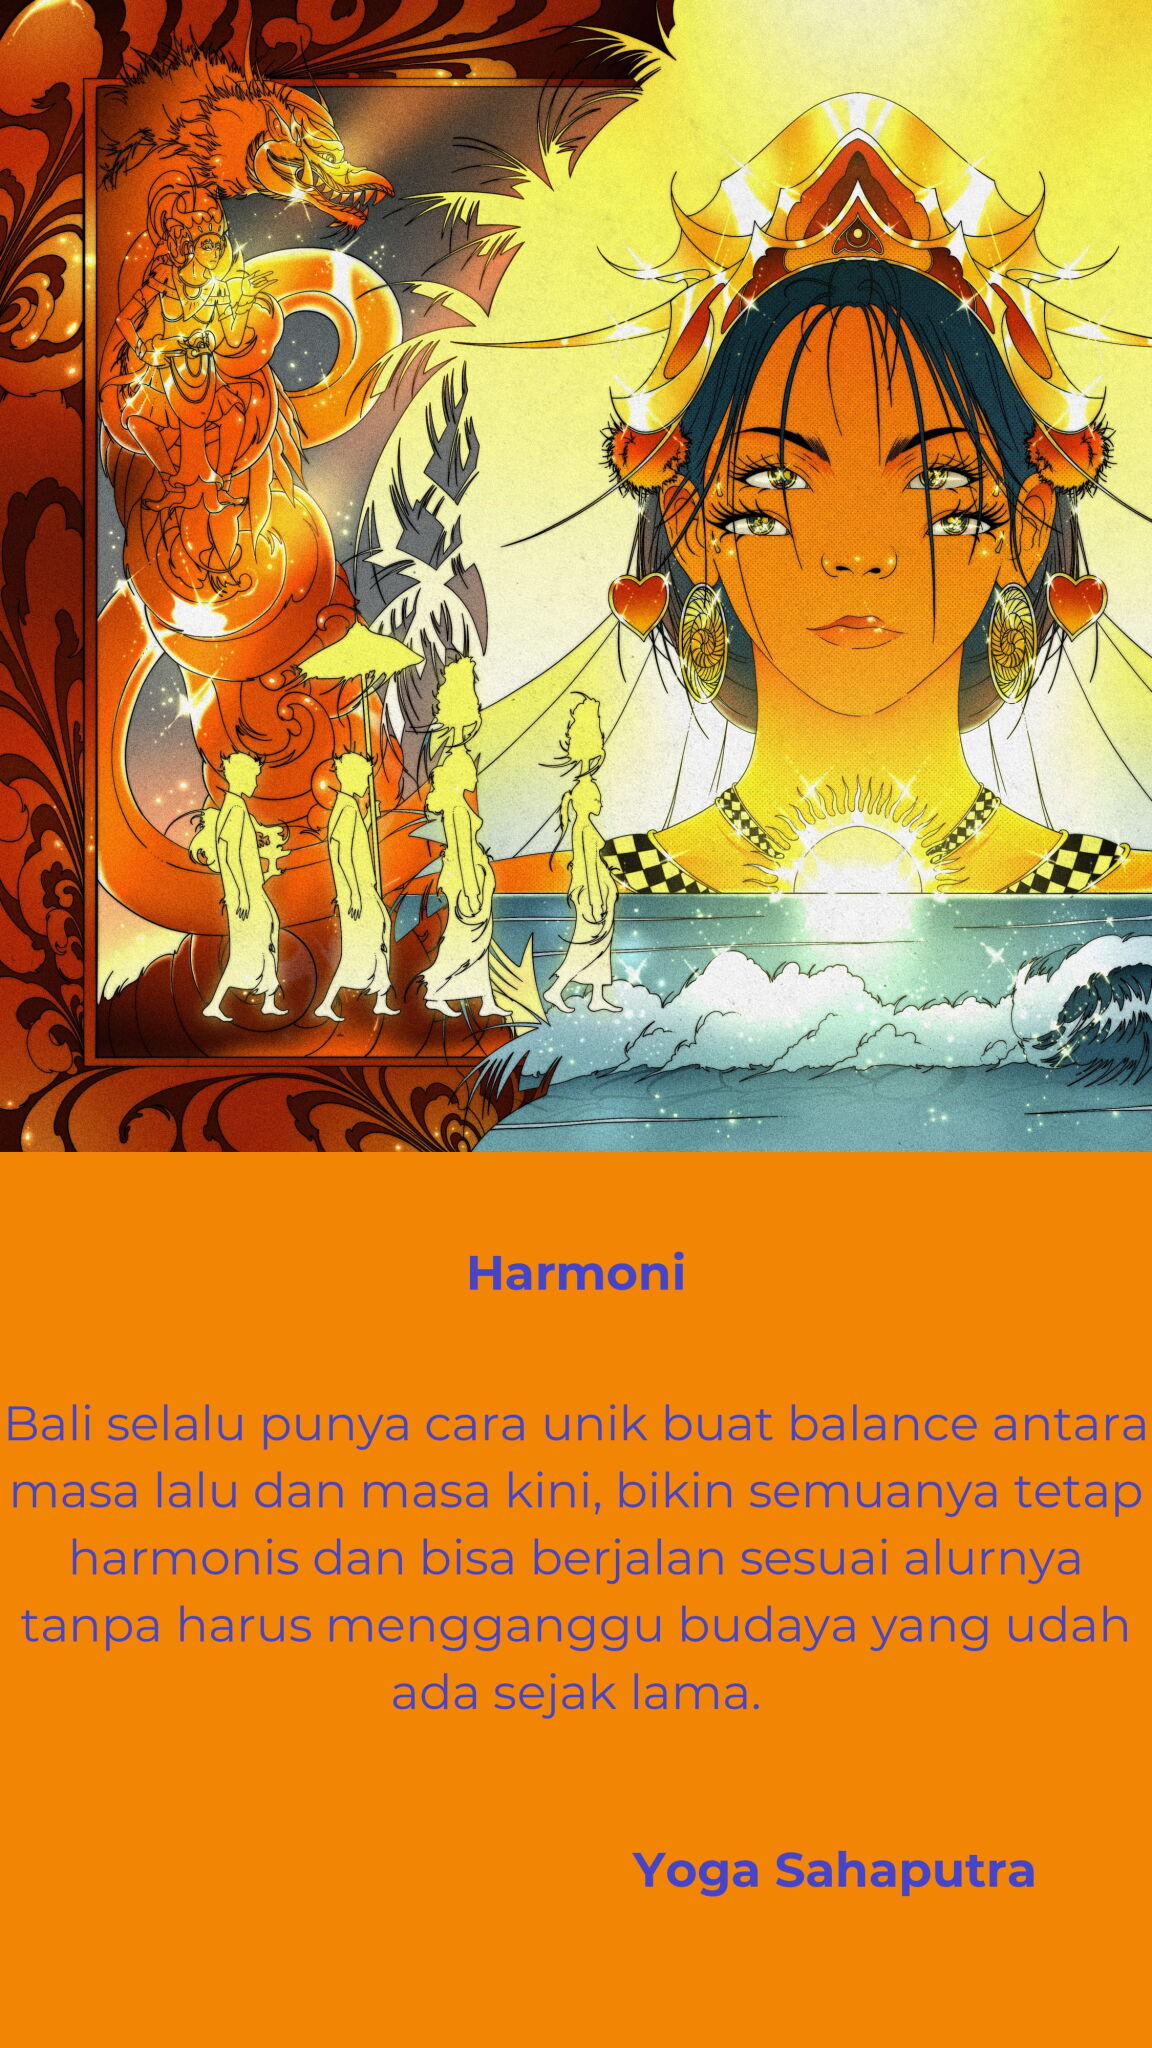 Harmoni
Bali selalu punya cara unik buat balance antara
masa lalu dan masa kini, bikin semuanya tetap
harmonis dan bisa berjalan sesuai alurnya
tanpa harus mengganggu budaya yang udah
ada sejak lama.
Yoga Sahaputra